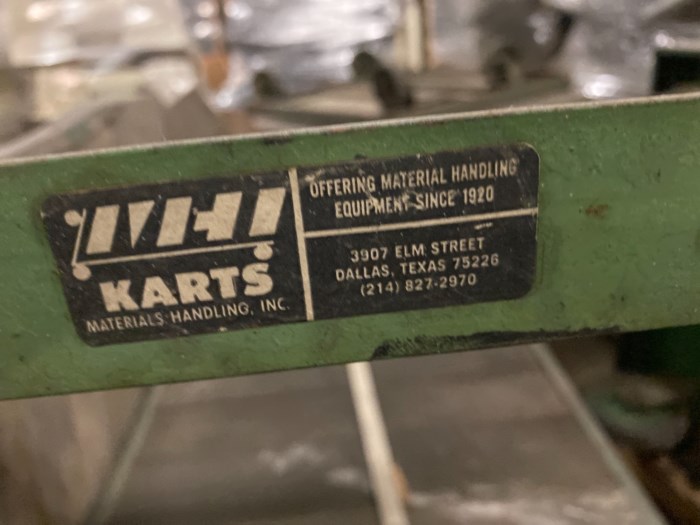 MHI
KARTS
MATERIALS HANDLING, INC.
OFFERING MATERIAL HANDLING
EQUIPMENT SINCE 1920
3907 ELM STREET
DALLAS, TEXAS 75226
(214) 827-2970